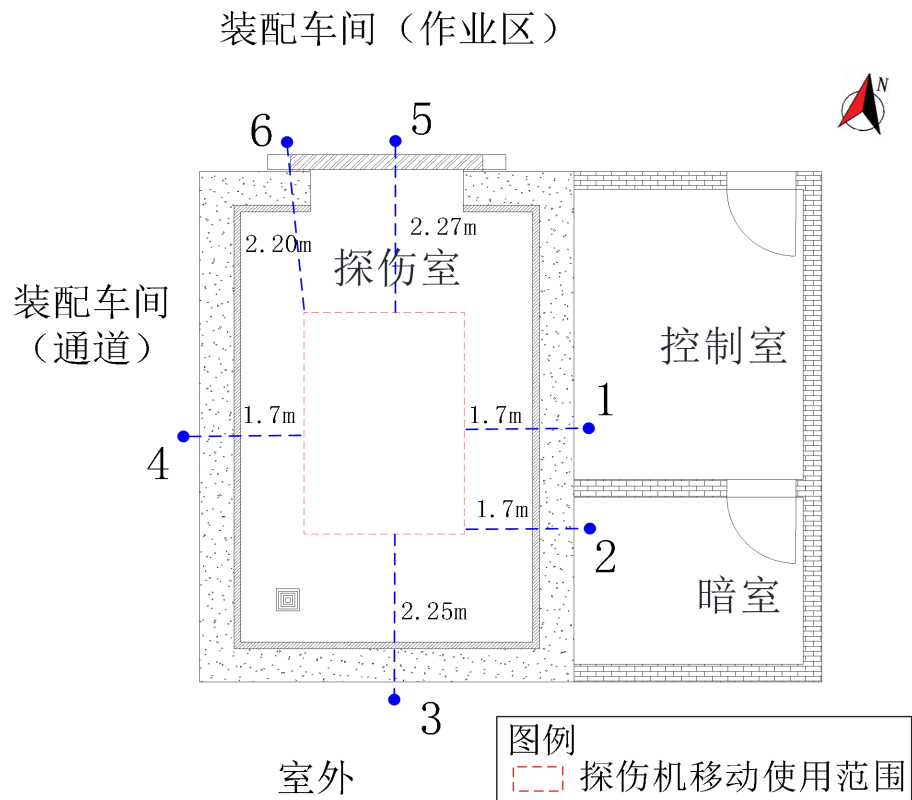 装配车间（作业区）
N
6
5
2.27m
2.20m
探伤室
装配车间
（通道）
控制室
1.7m
1.7m
1
4
1.7m
2
暗室
2.25m
3
图例
室外
探伤机移动使用范围